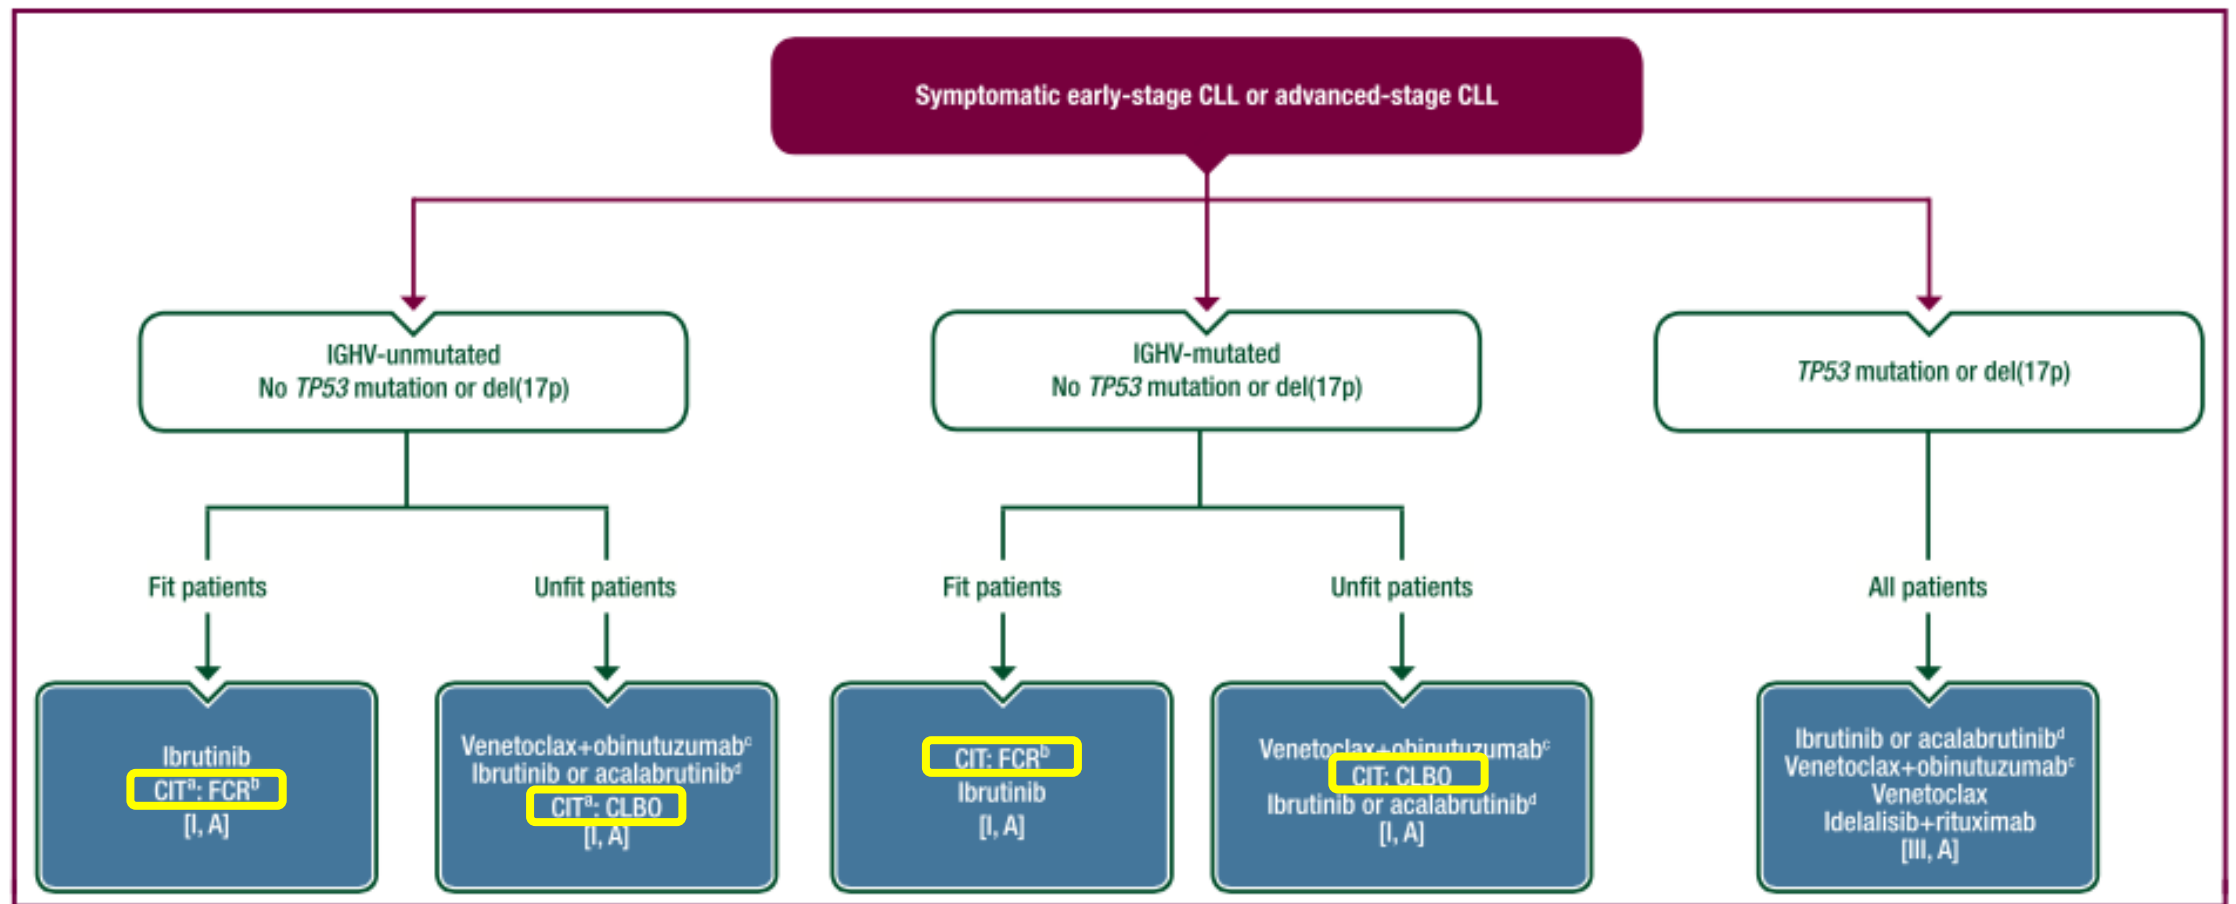 Symptomatic early-stage CLL or advanced-stage CLL
IGHV-unmutated
No TP53 mutation or del(17p)
IGHV-mutated
No TP53 mutation or del(17p)
TP53 mutation or del(17p)
Fit patients
Unfit patients
Fit patients
Unfit patients
All patients
Ibrutinib
CITᵃ: FCRᵇ
[I, A]
Venetoclax+obinutuzumabᶜ
Ibrutinib or acalabrutinibᵈ
CITᵃ: CLBO
[I, A]
CIT: FCRᵇ
Ibrutinib
[I, A]
Venetoclax+obinutuzumabᶜ
CIT: CLBO
Ibrutinib or acalabrutinibᵈ
[I, A]
Ibrutinib or acalabrutinibᵈ
Venetoclax+obinutuzumabᶜ
Venetoclax
Idelalisib+rituximab
[III, A]